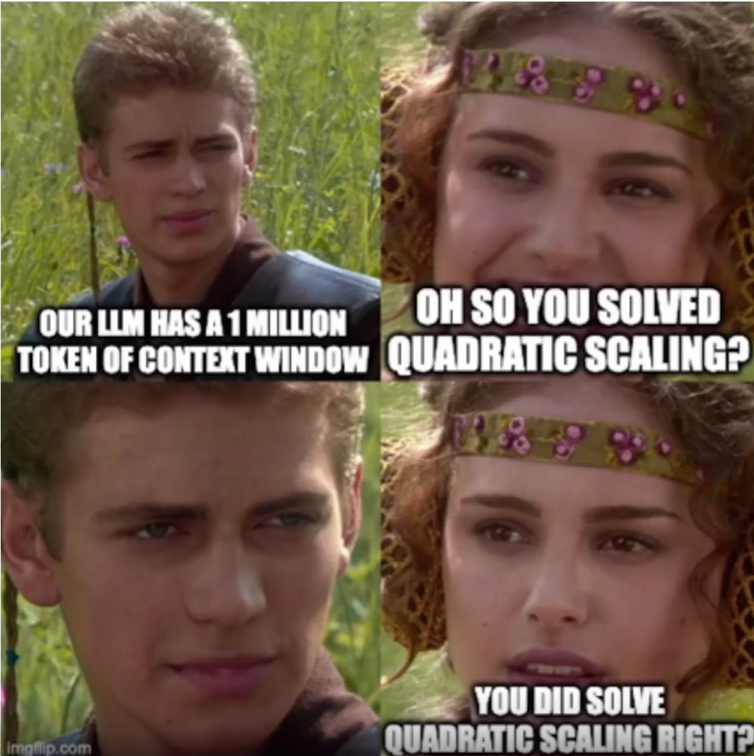 OUR LLM HAS A 1 MILLION
TOKEN OF CONTEXT WINDOW
OH SO YOU SOLVED
QUADRATIC SCALING?
YOU DID SOLVE
QUADRATIC SCALING RIGHT?
imgflip.com